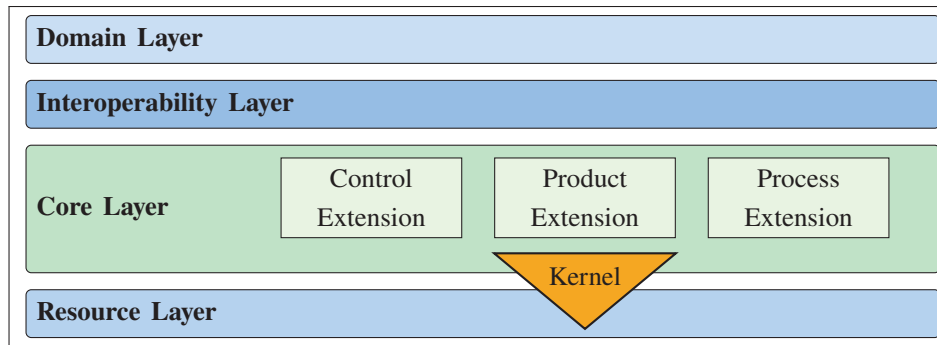 Domain Layer
Interoperability Layer
Core Layer
Control
Extension
Product
Extension
Process
Extension
Kernel
Resource Layer